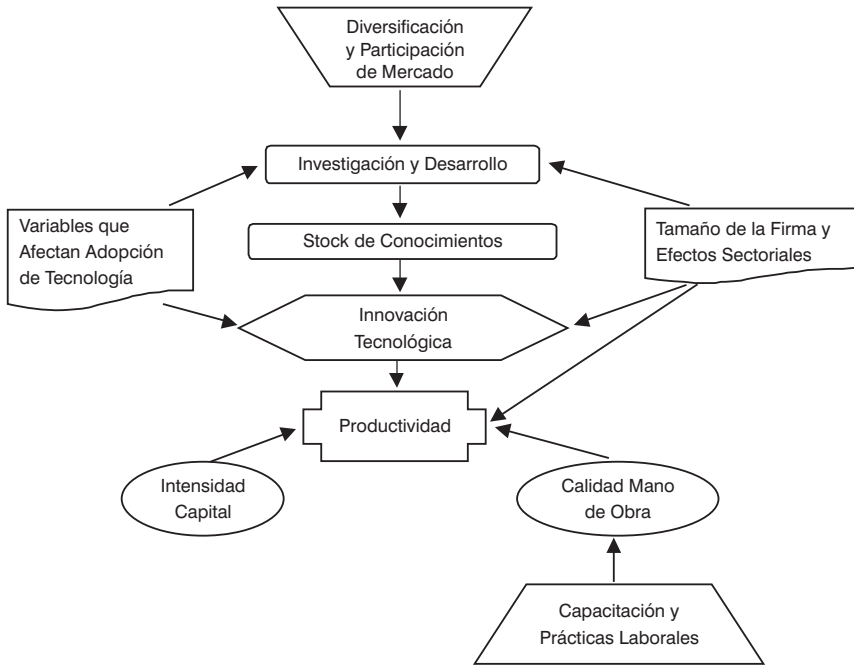 Diversificación
y Participación
de Mercado
Investigación y Desarrollo
Variables que
Afectan Adopción
de Tecnología
Stock de Conocimientos
Tamaño de la Firma y
Efectos Sectoriales
Innovación
Tecnológica
Productividad
Intensidad
Capital
Calidad Mano
de Obra
Capacitación y
Prácticas Laborales